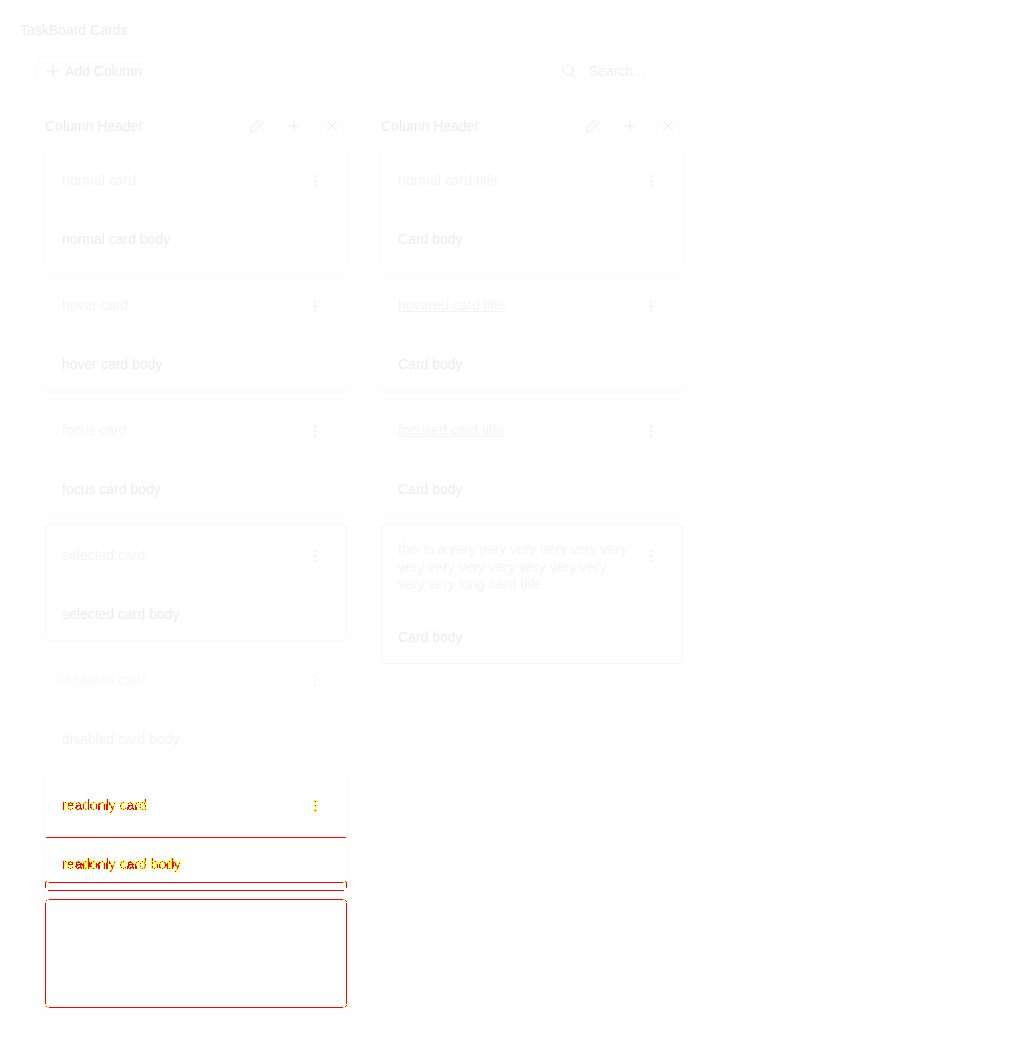 TaskBoard Cards
Add Column
Search...
Column Header
normal card
normal card body
hover card
hover card body
focus card
focus card body
selected card
selected card body
disabled card
disabled card body
readonly card
readonly card body
Column Header
normal card title
Card body
hovered card title
Card body
focused card title
Card body
this is a very very very very very very
very very very very very very very
very very long card title
Card body